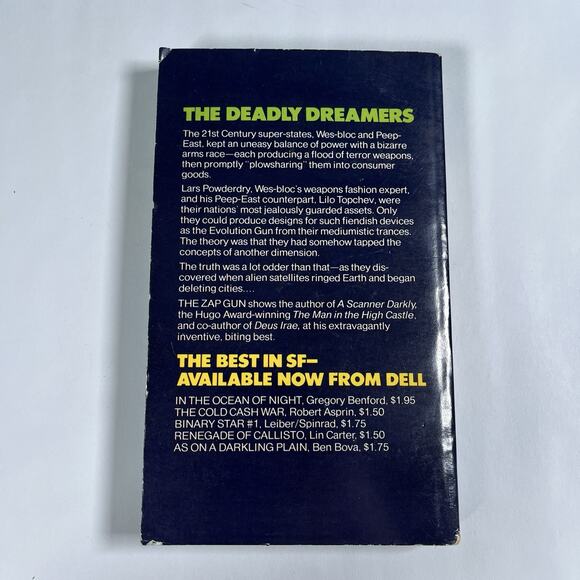 THE DEADLY DREAMERS
The 21st Century super-states, Wes-bloc and Peep-
East, kept an uneasy balance of power with a bizarre
arms race—each producing a flood of terror weapons,
then promptly "plowsharing" them into consumer
goods.
Lars Powderdry, Wes-bloc's weapons fashion expert,
and his Peep-East counterpart, Lilo Topchev, were
their nations' most jealously guarded assets. Only
they could produce designs for such fiendish devices
as the Evolution Gun from their mediumistic trances.
The theory was that they had somehow tapped the
concepts of another dimension.
The truth was a lot odder than that—as they dis-
covered when alien satellites ringed Earth and began
deleting cities....
THE ZAP GUN shows the author of A Scanner Darkly,
the Hugo Award-winning The Man in the High Castle,
and co-author of Deus Irae, at his extravagantly
inventive, biting best.
THE BEST IN SF—
AVAILABLE NOW FROM DELL
IN THE OCEAN OF NIGHT, Gregory Benford, $1.95
THE COLD CASH WAR, Robert Asprin, $1.50
BINARY STAR #1, Leiber/Spinrad, $1.75
RENEGADE OF CALLISTO, Lin Carter, $1.50
AS ON A DARKLING PLAIN, Ben Bova, $1.75